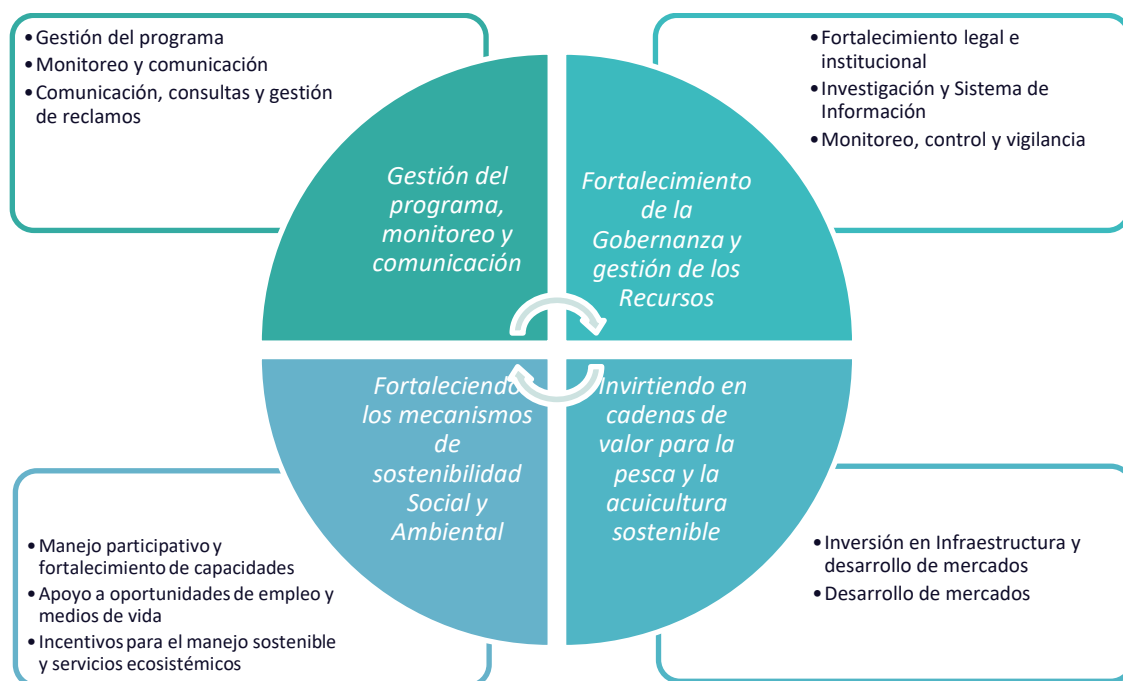 •Gestión del programa
•Monitoreo y comunicación
•Comunicación, consultas y gestión
de reclamos
•Fortalecimiento legal e
institucional
•Investigación y Sistema de
Información
•Monitoreo, control y vigilancia
Gestión del
programa,
monitoreo y
comunicación
Fortalecimiento
de la
Gobernanza y
gestión de los
Recursos
Fortaleciendo
los mecanismos
de
sostenibilidad
Social y
Ambiental
Invirtiendo en
cadenas de
valor para la
pesca y la
acuicultura
sostenible
•Manejo participativo y
fortalecimiento de capacidades
•Apoyo a oportunidades de empleo y
medios de vida
•Incentivos para el manejo sostenible
y servicios ecosistémicos
•Inversión en Infraestructura y
desarrollo de mercados
•Desarrollo de mercados